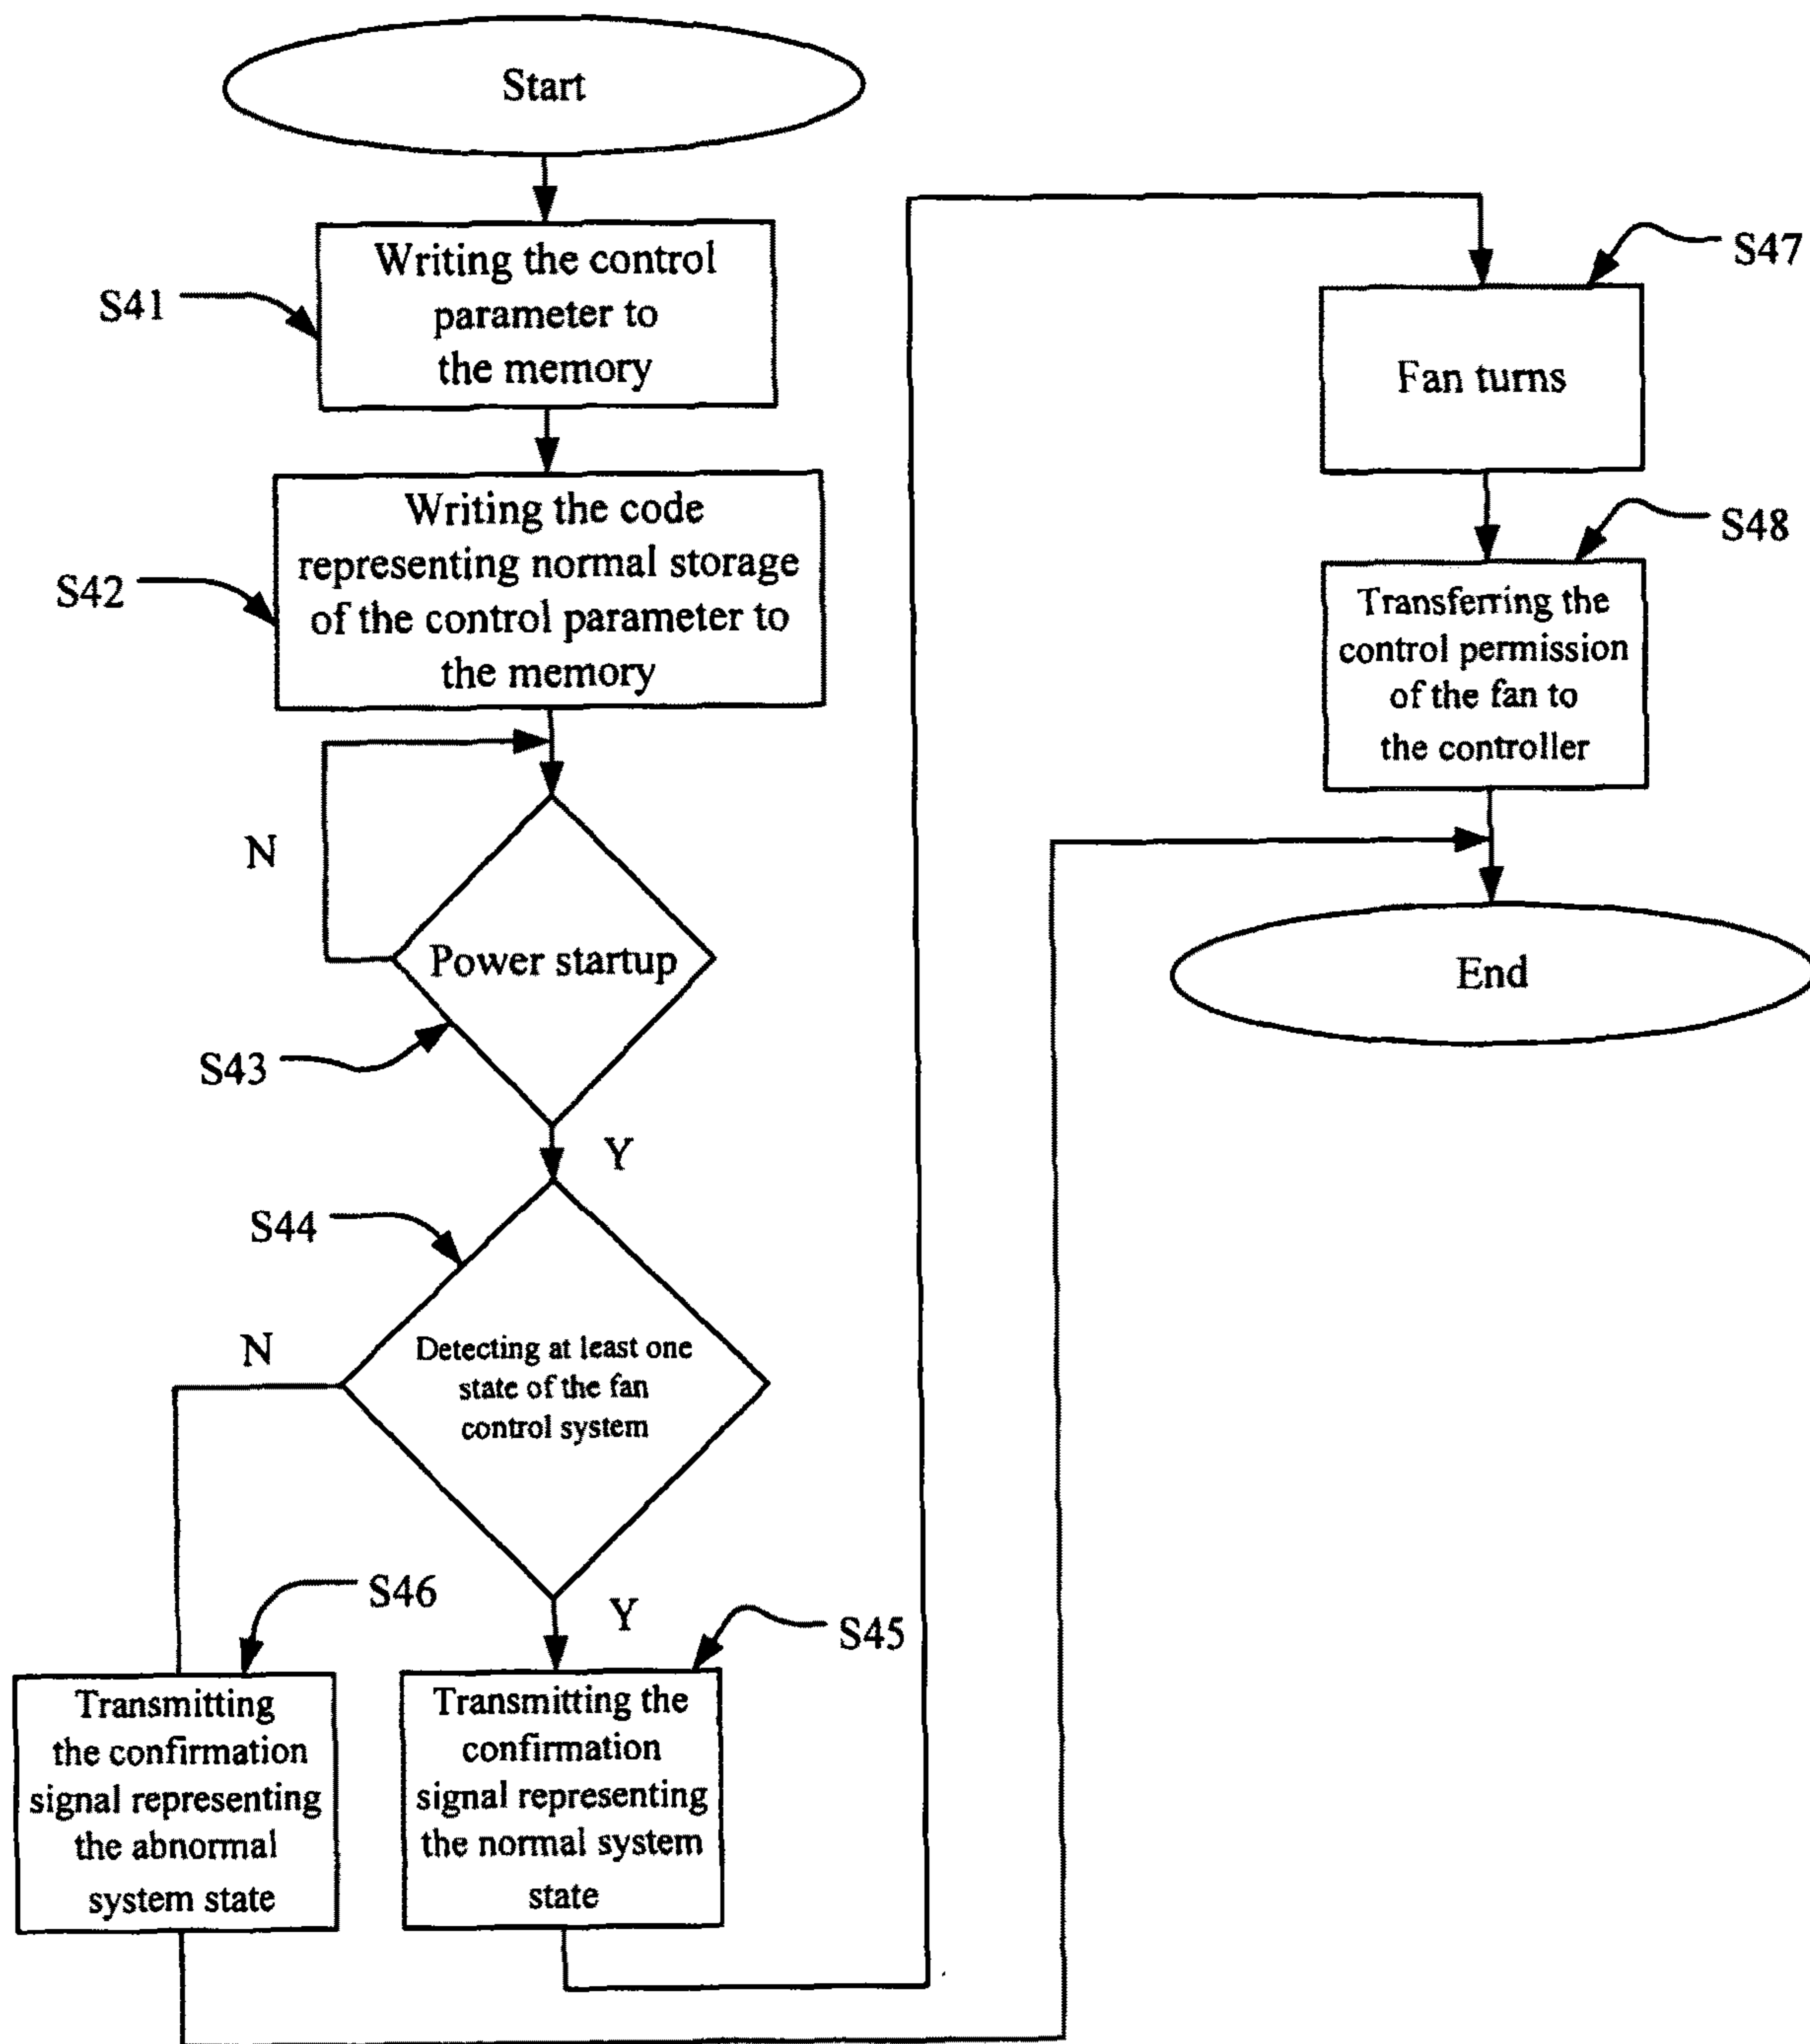 Start
S41
Writing the control
parameter to
the memory
S42
Writing the code
representing normal storage
of the control parameter to
the memory
N
Power startup
S43
Y
S44
N
Detecting at least one
state of the fan
control system
Y
S46
S45
Transmitting
the confirmation
signal representing
the abnormal
system state
Transmitting the
confirmation
signal representing
the normal system
state
S47
Fan turns
S48
Transferring the
control permission
of the fan to
the controller
End